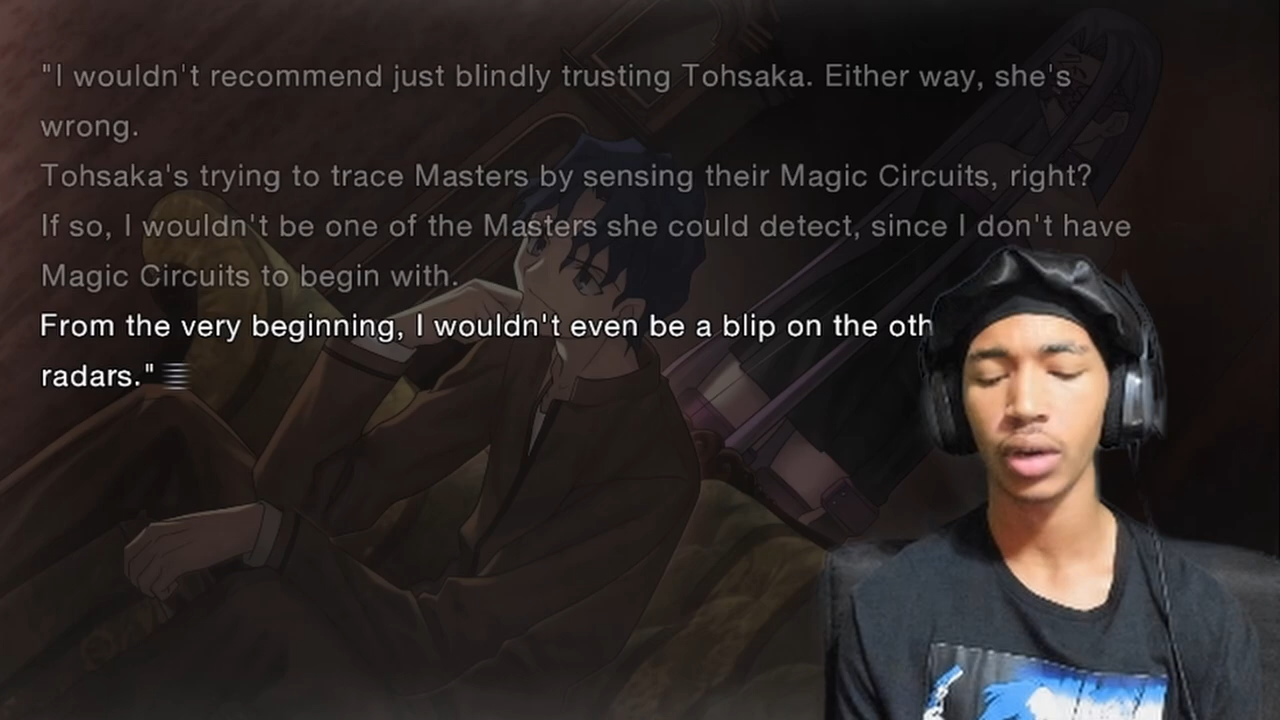 "I wouldn't recommend just blindly trusting Tohsaka. Either way, she's
wrong.
Tohsaka's trying to trace Masters by sensing their Magic Circuits, right?
If so, I wouldn't be one of the Masters she could detect, since I don't have
Magic Circuits to begin with.
From the very beginning, I wouldn't even be a blip on the
radars."